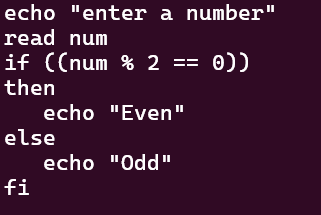 echo "enter a number"
read num
if ((num % 2 == 0))
then
   echo "Even"
else
   echo "Odd"
fi